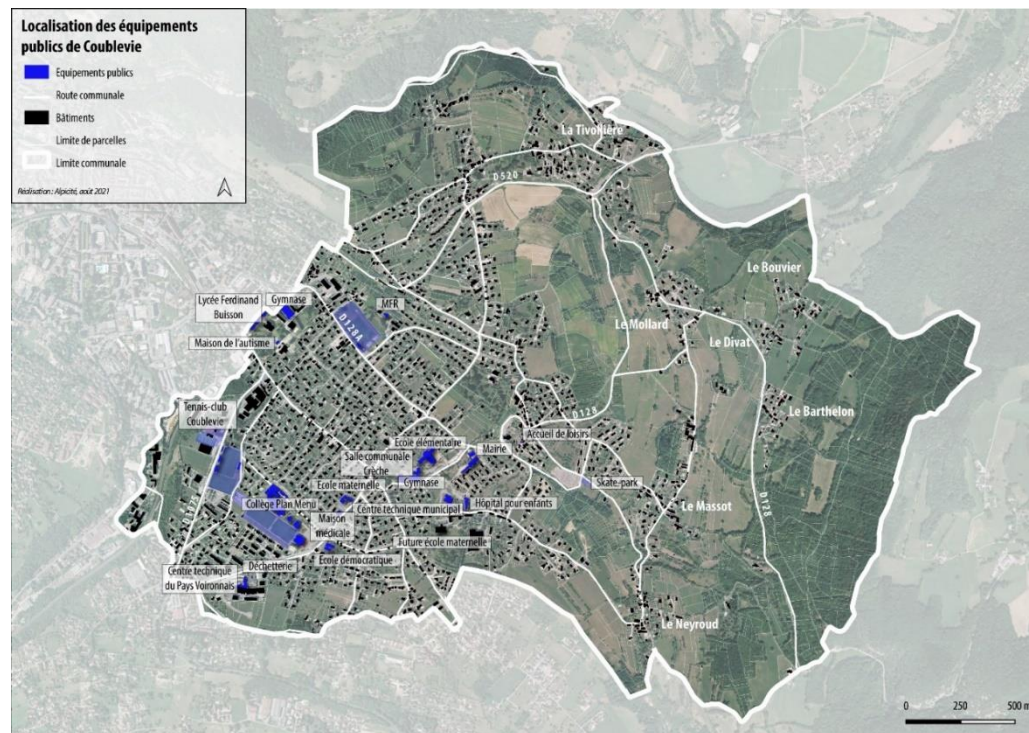 Localisation des équipements
publics de Coublevie
Equipements publics
Route communale
Bâtiments
Limite de parcelles
Limite communale
Réalisation : Alpicité, août 2021
La Tivollière
D520
Le Bouvier
Lycée Ferdinand
Buisson
Gymnase
MFR
D128A
Maison de l'autisme
Le Mollard
Le Divat
Tennis-club
Coublevie
D128
Le Barthelon
Accueil de loisirs
Ecole élémentaire
Mairie
Salle communale
Crèche
Gymnase
Skate-park
Ecole maternelle
Collège Plan Menu
Centre technique municipal
Hôpital pour enfants
Le Massot
D128
Maison
médicale
Future école maternelle
Ecole démocratique
Déchetterie
Centre technique
du Pays Voironnais
Le Neyroud
0 250 500 m